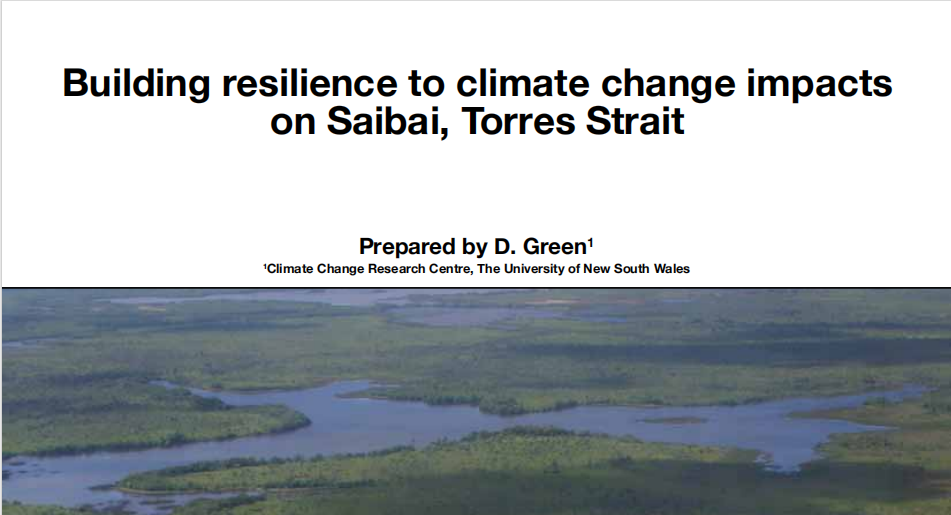 Building resilience to climate change impacts
on Saibai, Torres Strait
Prepared by D. Green¹
¹Climate Change Research Centre, The University of New South Wales